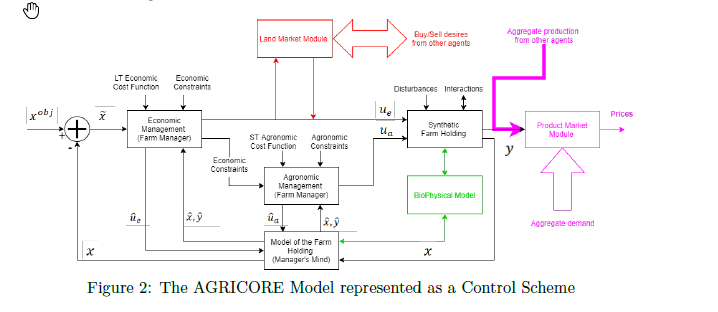 Land Market Module
Buy/Sell desires
from other agents
Aggregate production
from other agents
LT Economic
Cost Function
Economic
Constraints
Disturbances Interactions
x^{obj}
x̃
+
-
Economic
Management
(Farm Manager)
u_e
u_a
Synthetic
Farm Holding
Prices
Product Market
Module
y
ST Agronomic
Cost Function
Agronomic
Constraints
Economic
Constraints
Agronomic
Management
(Farm Manager)
BioPhysical Model
û_e
x̂,ŷ
û_a
x̂,ŷ
Aggregate demand
Model of the Farm
Holding
(Manager's Mind)
x
x
Figure 2: The AGRICORE Model represented as a Control Scheme